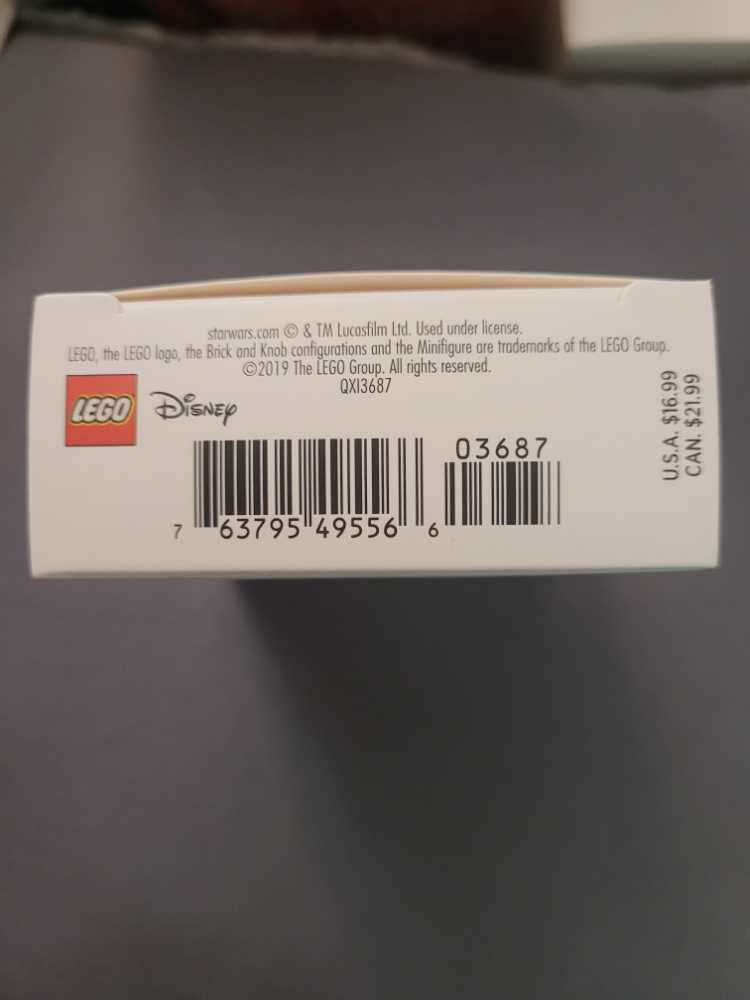 starwars.com © & TM Lucasfilm Ltd. Used under license.
LEGO, the LEGO logo, the Brick and Knob configurations and the Minifigure are trademarks of the LEGO Group.
©2019 The LEGO Group. All rights reserved.
QXI3687
LEGO
Disney
03687
7 63795 49556 6
U.S.A. $16.99
CAN. $21.99